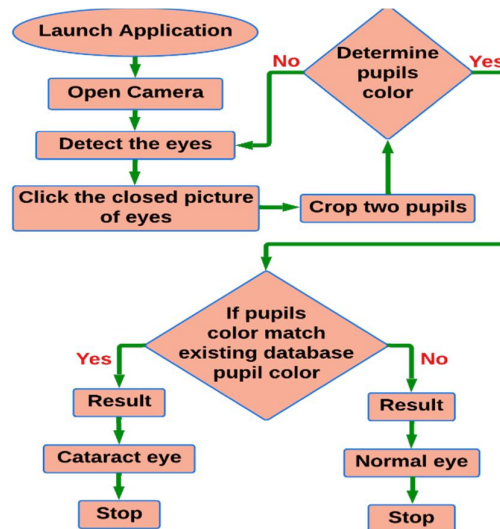 Launch Application
Open Camera
Detect the eyes
Click the closed picture
of eyes
Crop two pupils
Determine
pupils
color
No
Yes
If pupils
color match
existing database
pupil color
Yes
No
Result
Cataract eye
Stop
Result
Normal eye
Stop